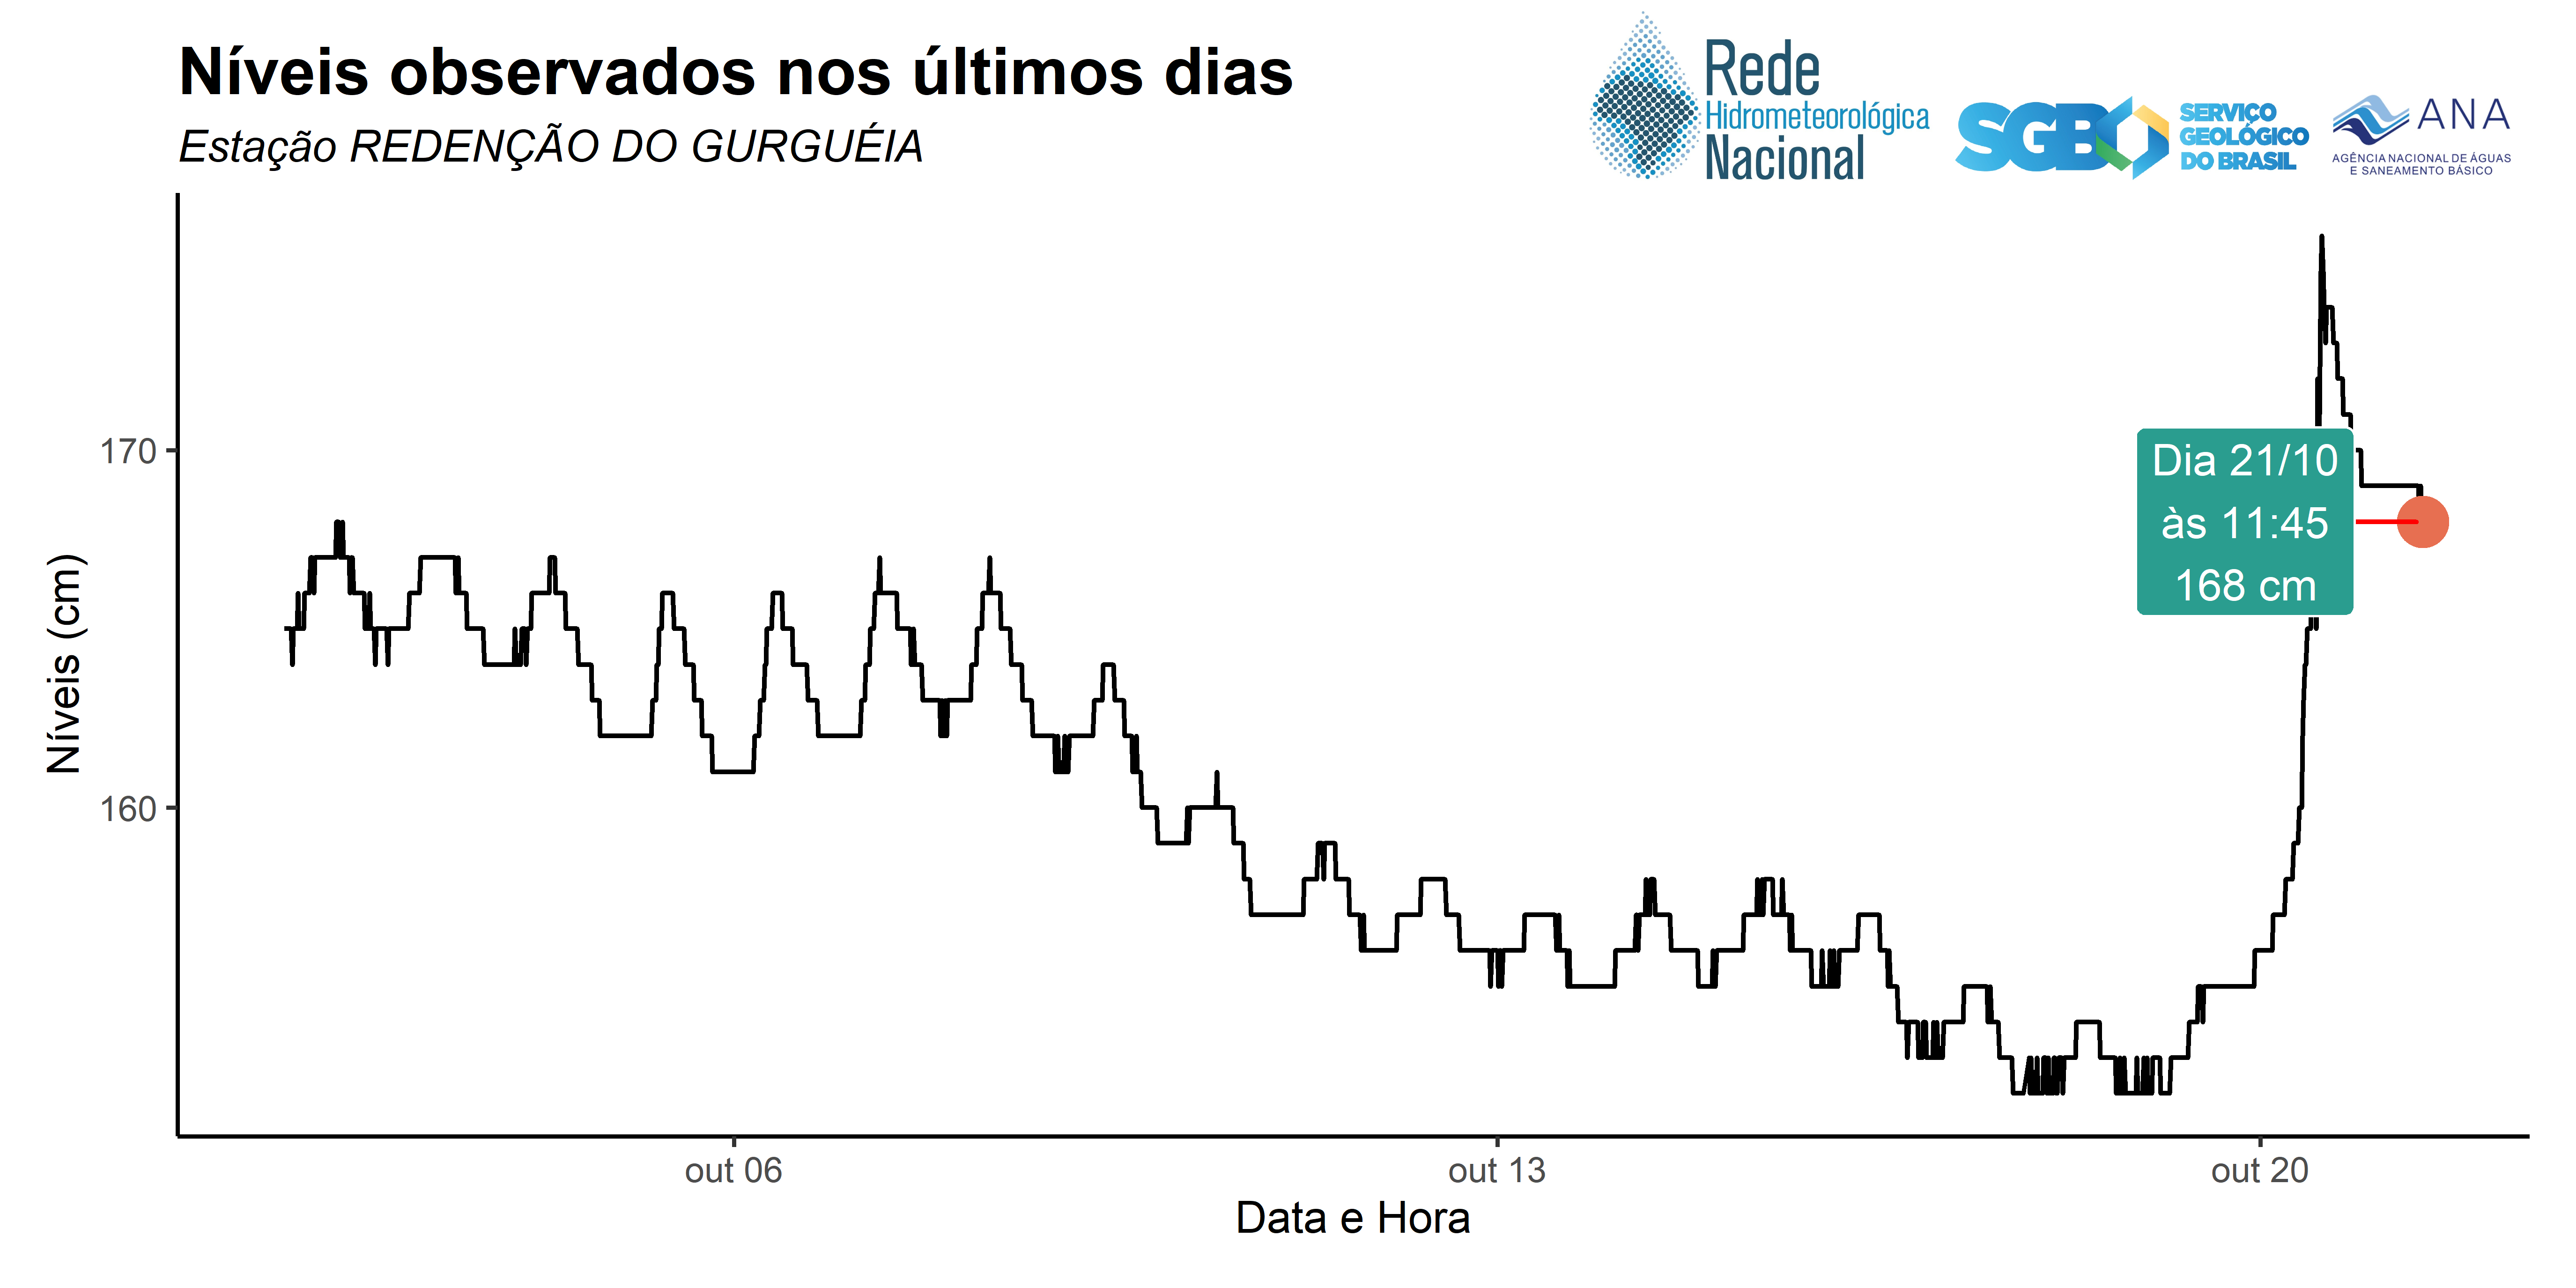 Níveis observados nos últimos dias
Estação REDENÇÃO DO GURGUÉIA
Rede
Hidrometeorológica
Nacional
SGB
SERVIÇO
GEOLÓGICO
DO BRASIL
ANA
AGÊNCIA NACIONAL DE ÁGUAS
E SANEAMENTO BÁSICO
Níveis (cm)
170
160
Dia 21/10
às 11:45
168 cm
out 06
out 13
out 20
Data e Hora